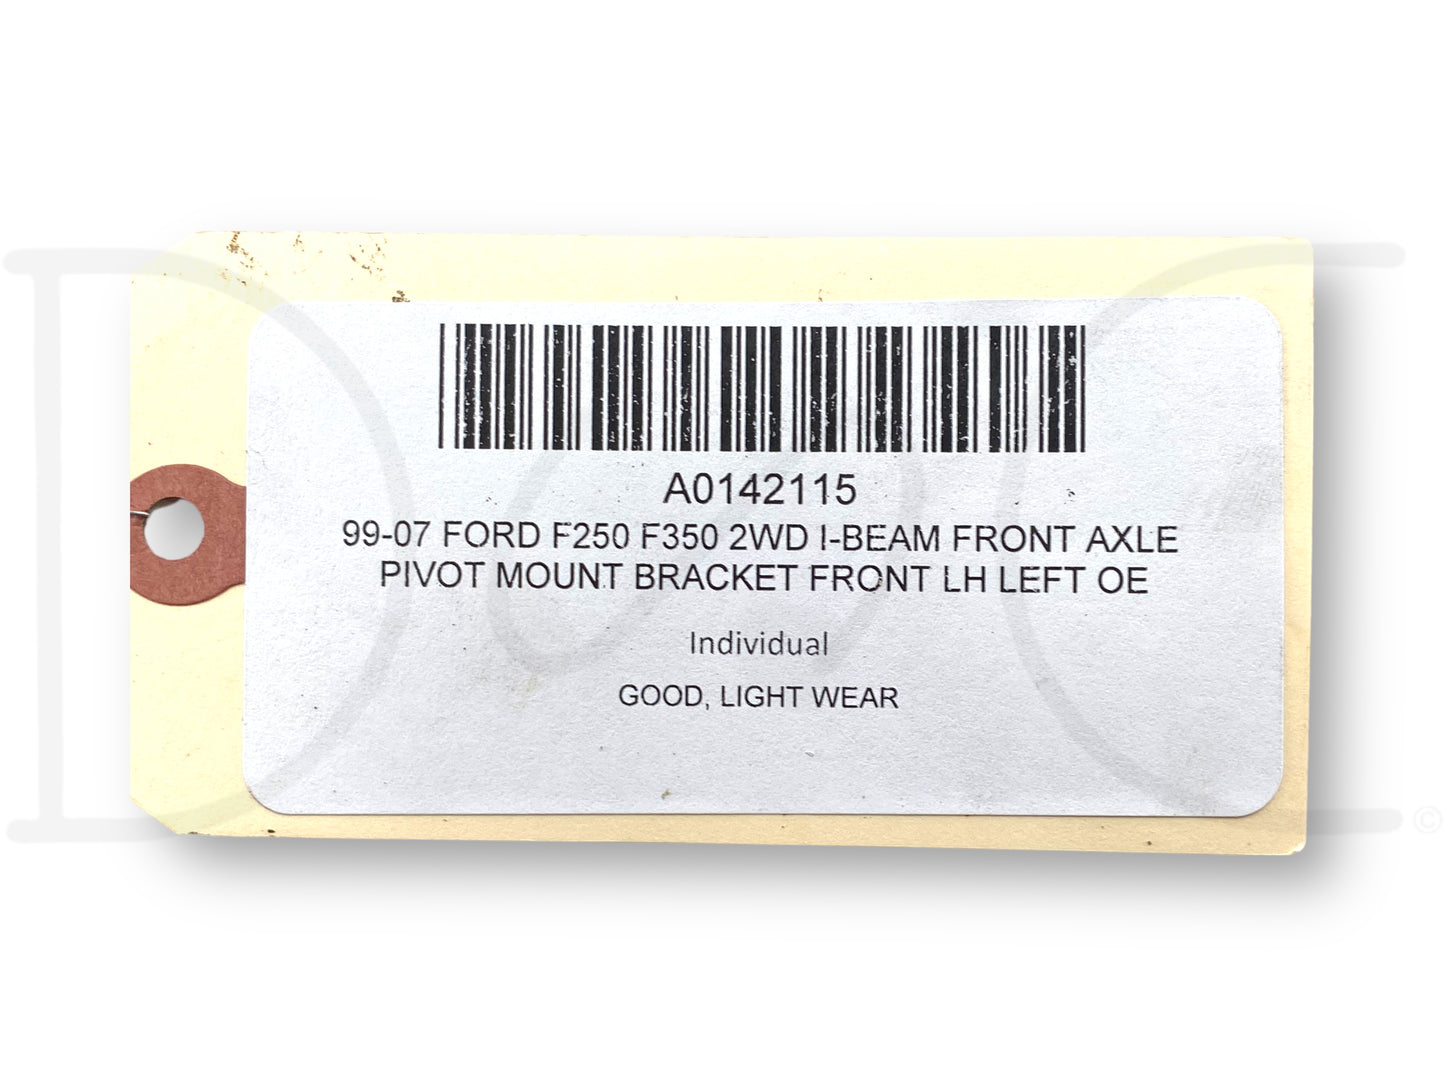 A0142115
99-07 FORD F250 F350 2WD I-BEAM FRONT AXLE
PIVOT MOUNT BRACKET FRONT LH LEFT OE
Individual
GOOD, LIGHT WEAR
©